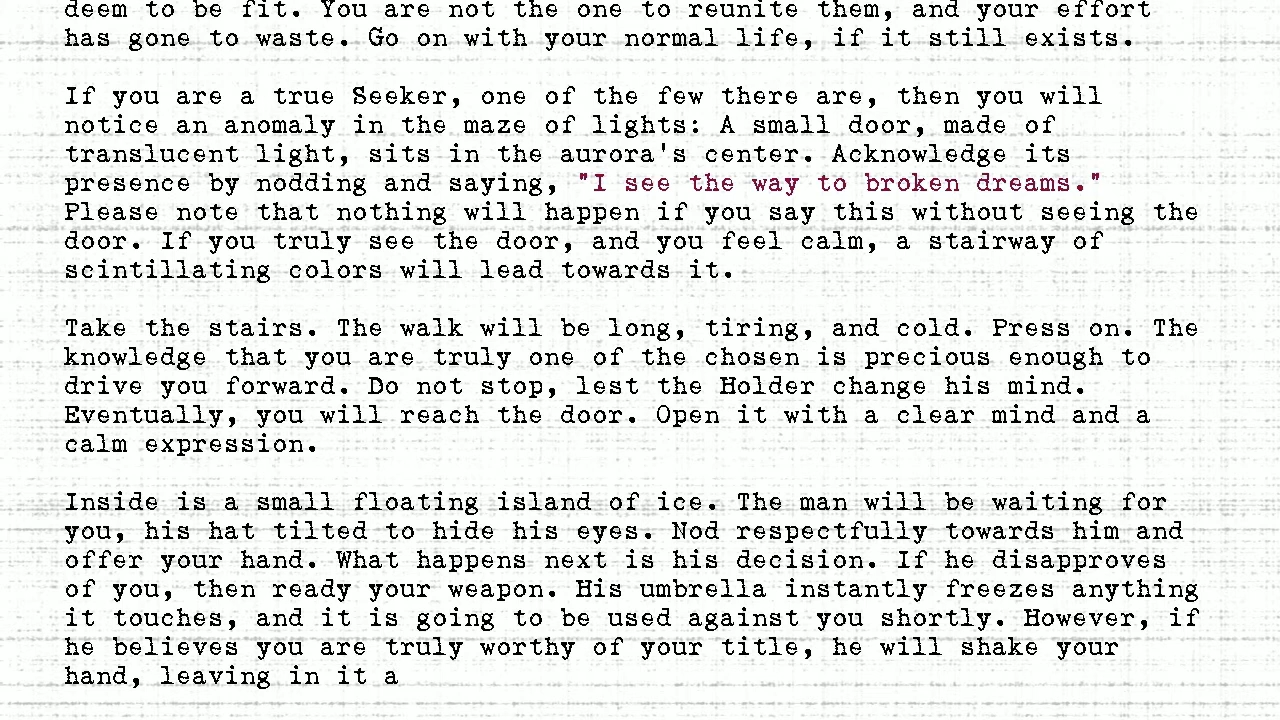 deem to be fit. You are not the one to reunite them, and your effort
has gone to waste. Go on with your normal life, if it still exists.
If you are a true Seeker, one of the few there are, then you will
notice an anomaly in the maze of lights: A small door, made of
translucent light, sits in the aurora's center. Acknowledge its
presence by nodding and saying, "I see the way to broken dreams."
Please note that nothing will happen if you say this without seeing the
door. If you truly see the door, and you feel calm, a stairway of
scintillating colors will lead towards it.
Take the stairs. The walk will be long, tiring, and cold. Press on. The
knowledge that you are truly one of the chosen is precious enough to
drive you forward. Do not stop, lest the Holder change his mind.
Eventually, you will reach the door. Open it with a clear mind and a
calm expression.
Inside is a small floating island of ice. The man will be waiting for
you, his hat tilted to hide his eyes. Nod respectfully towards him and
offer your hand. What happens next is his decision. If he disapproves
of you, then ready your weapon. His umbrella instantly freezes anything
it touches, and it is going to be used against you shortly. However, if
he believes you are truly worthy of your title, he will shake your
hand, leaving in it a